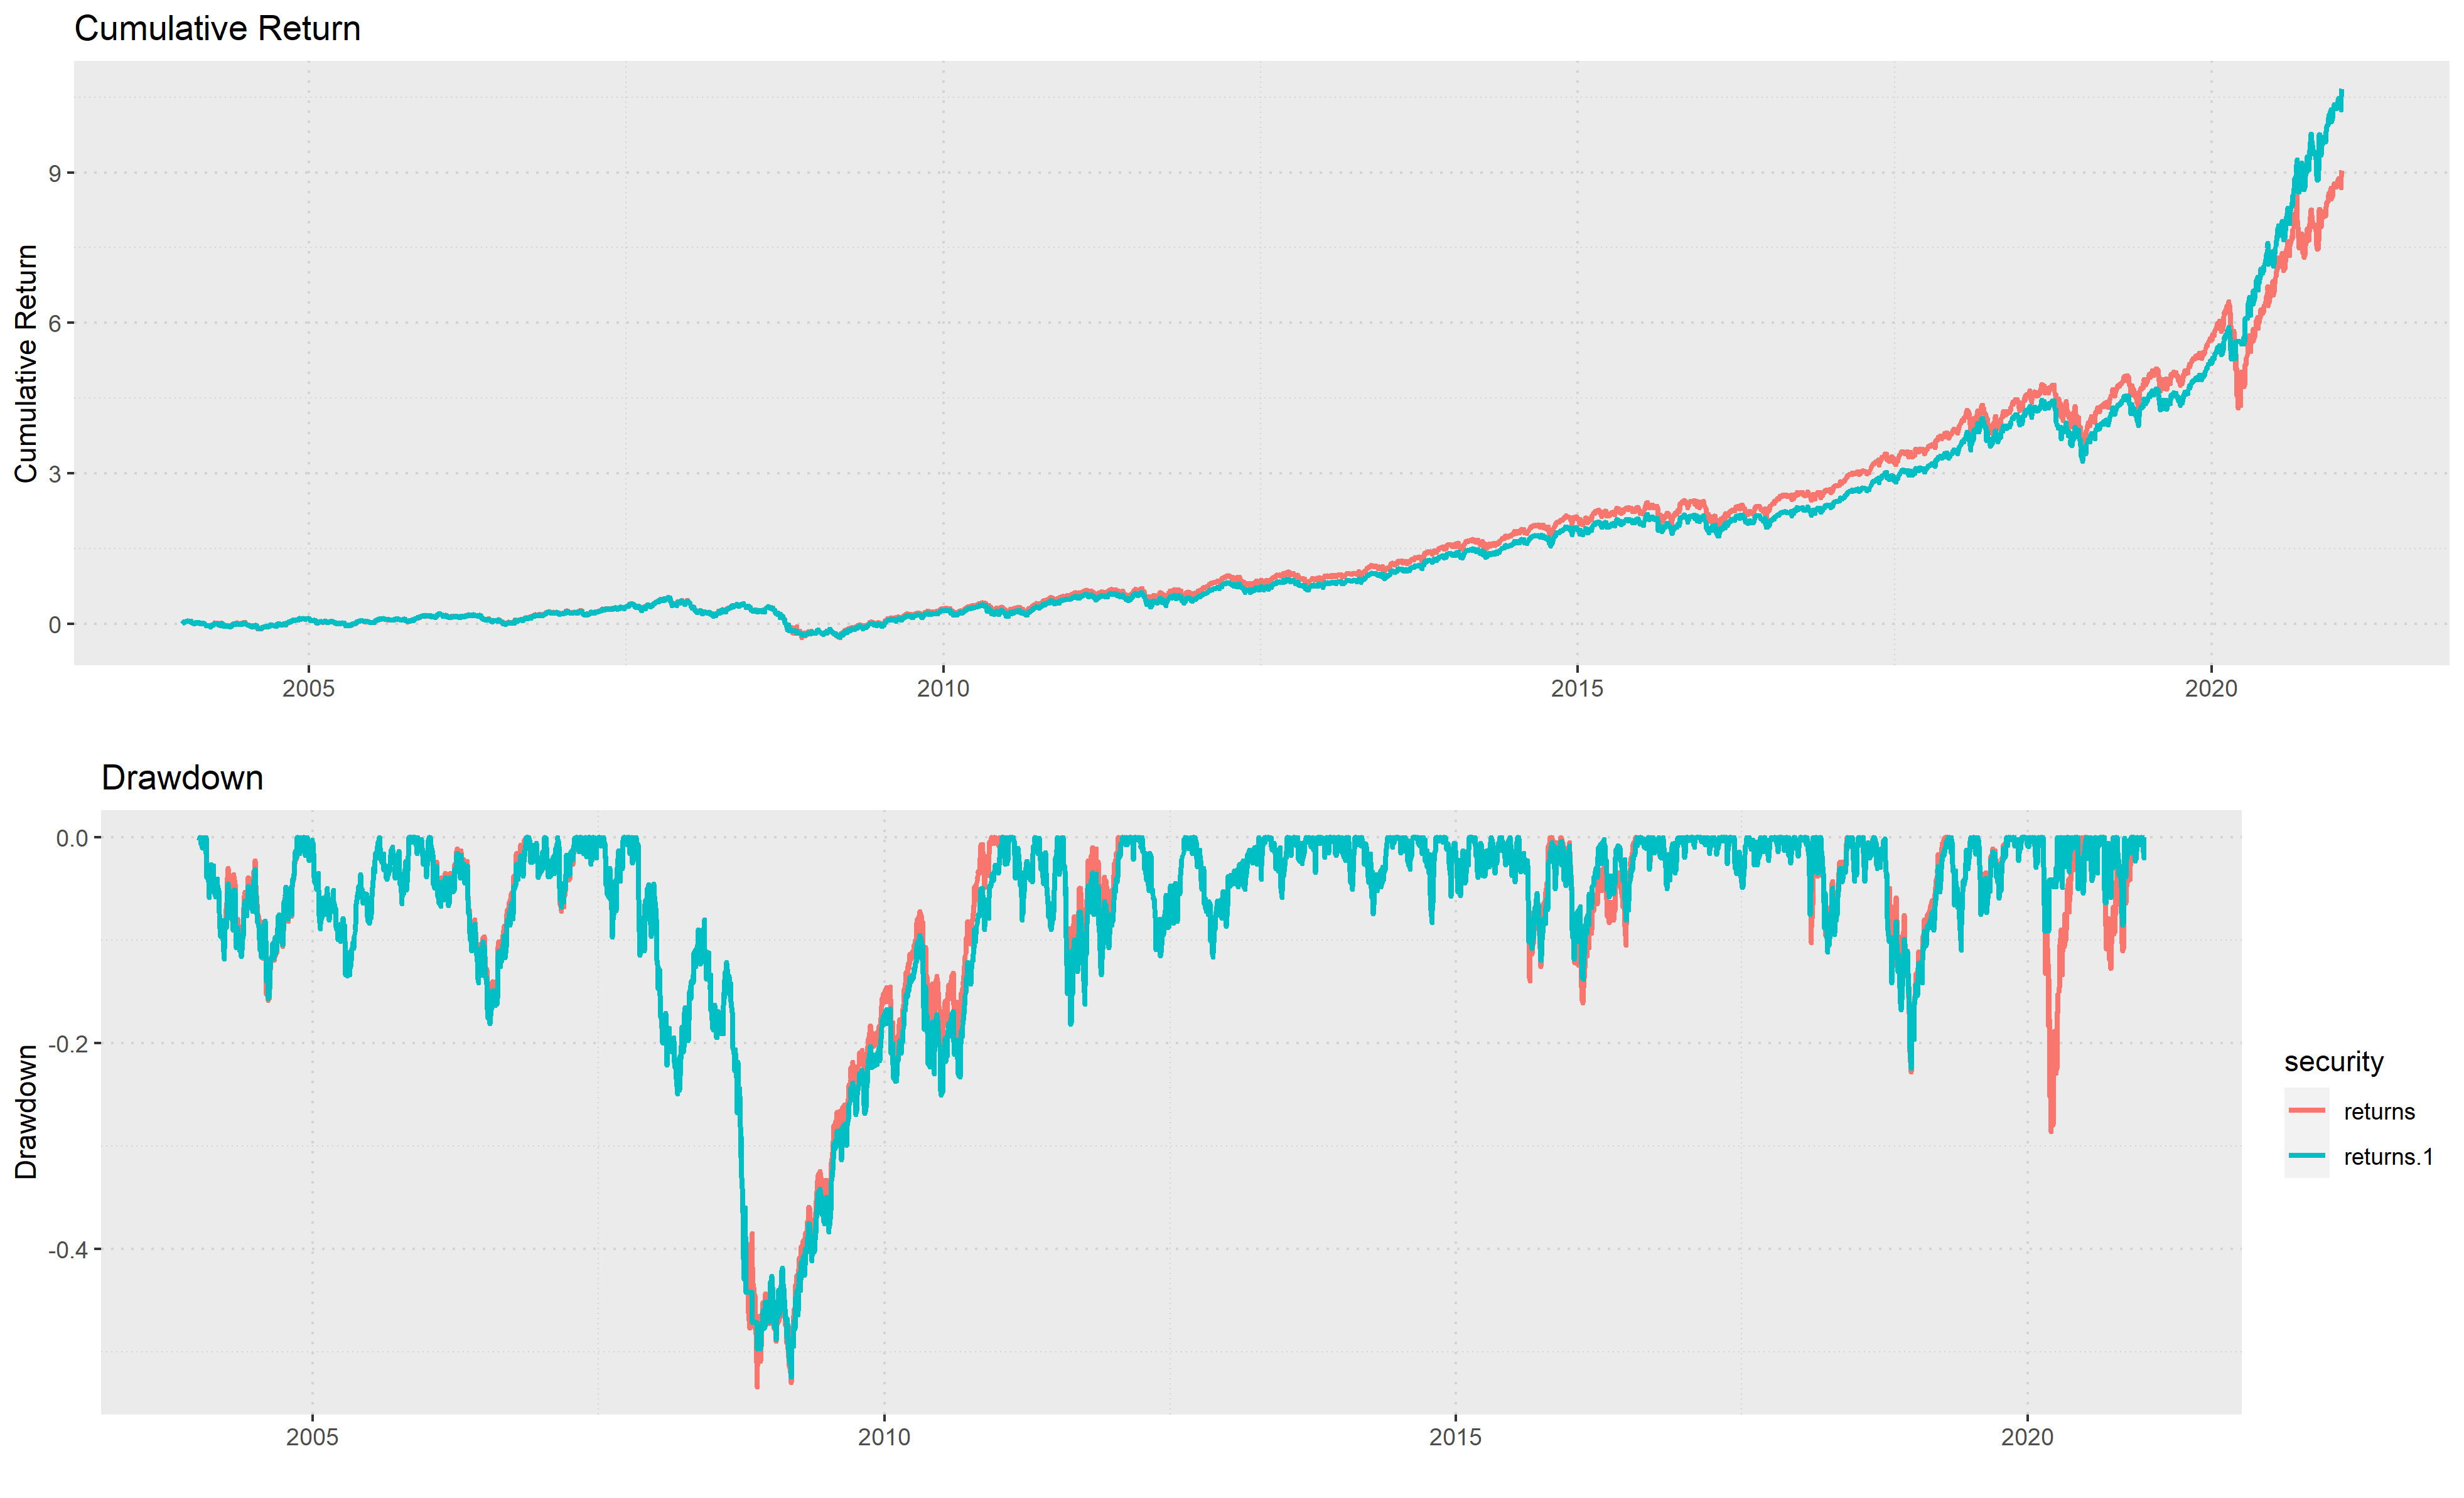 Cumulative Return
Cumulative Return
9
6
3
0
2005 2010 2015 2020
Drawdown
Drawdown
0.0
-0.2
-0.4
2005 2010 2015 2020
security
returns
returns.1